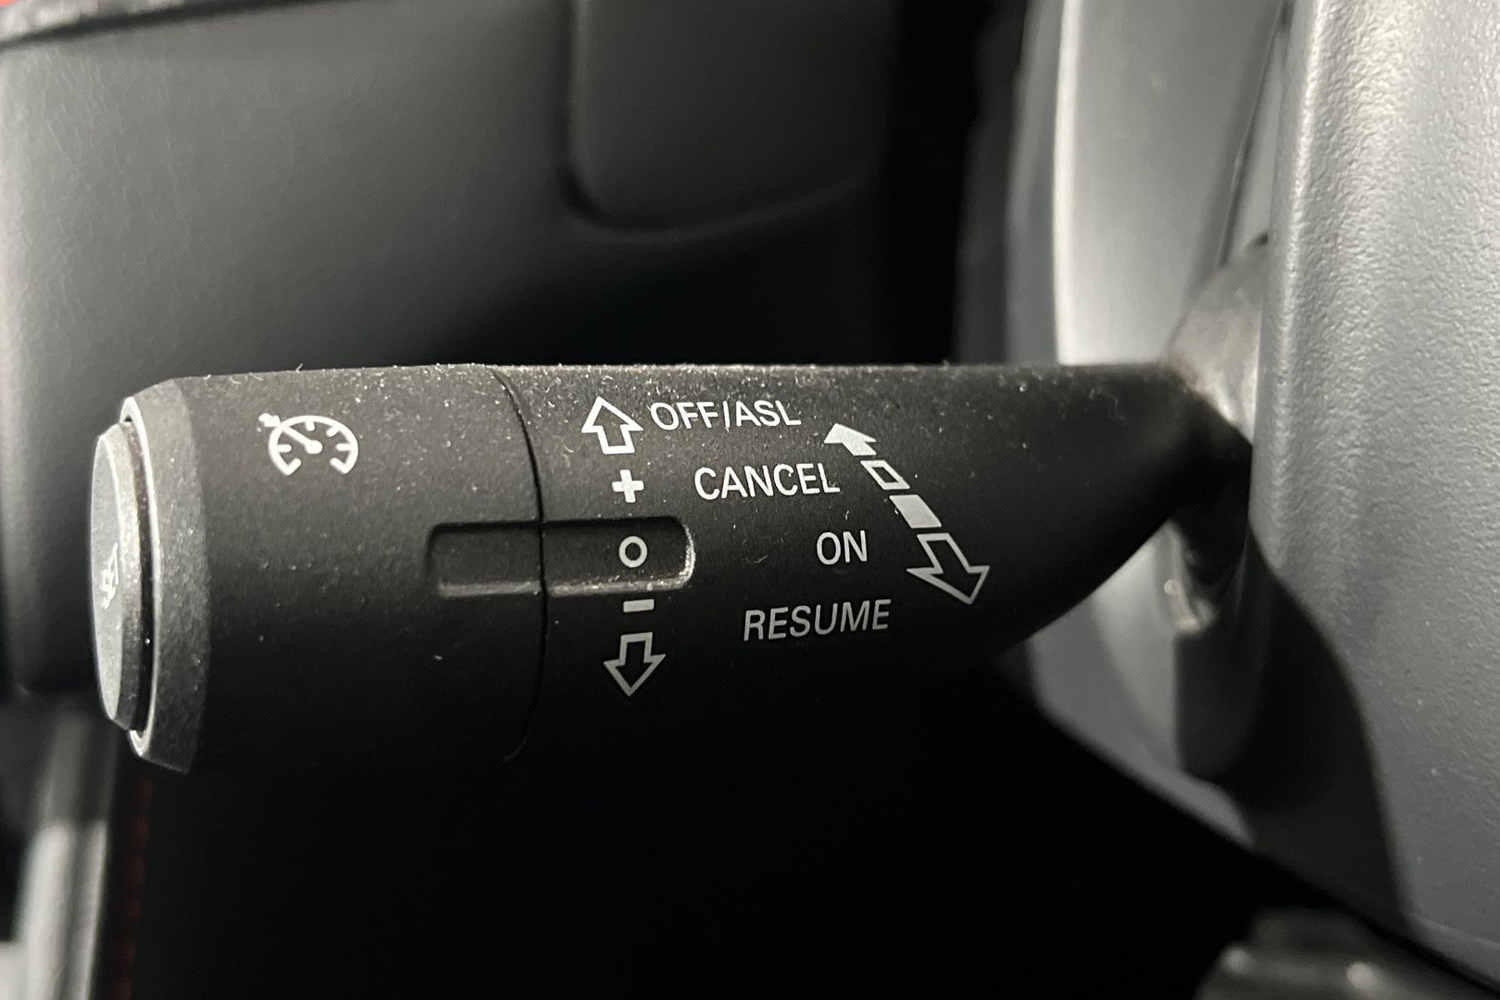 OFF/ASL
+
CANCEL
O
ON
−
RESUME